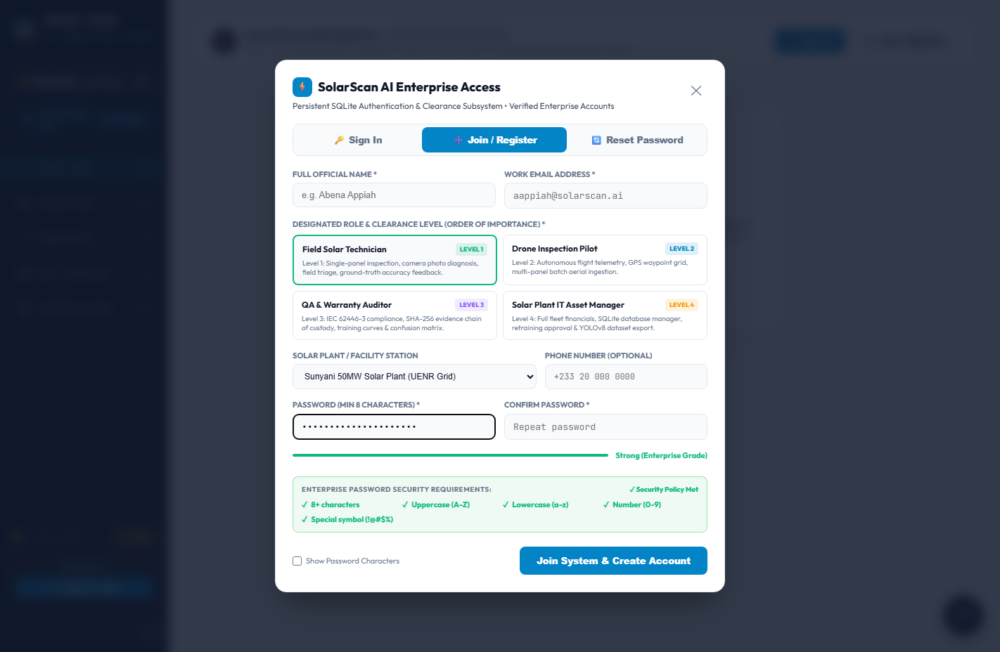 SolarScan AI Enterprise Access
Persistent SQLite Authentication & Clearance Subsystem • Verified Enterprise Accounts
Sign In
Join / Register
Reset Password
FULL OFFICIAL NAME *
WORK EMAIL ADDRESS *
e.g. Abena Appiah
aappiah@solarscan.ai
DESIGNATED ROLE & CLEARANCE LEVEL (ORDER OF IMPORTANCE) *
Field Solar Technician
LEVEL 1
Level 1: Single-panel inspection, camera photo diagnosis,
field triage, ground-truth accuracy feedback.
Drone Inspection Pilot
LEVEL 2
Level 2: Autonomous flight telemetry, GPS waypoint grid,
multi-panel batch aerial ingestion.
QA & Warranty Auditor
LEVEL 3
Level 3: IEC 62446-3 compliance, SHA-256 evidence chain
of custody, training curves & confusion matrix.
Solar Plant IT Asset Manager
LEVEL 4
Level 4: Full fleet financials, SQLite database manager,
retraining approval & YOLOv8 dataset export.
SOLAR PLANT / FACILITY STATION
PHONE NUMBER (OPTIONAL)
Sunyani 50MW Solar Plant (UENR Grid)
+233 20 000 0000
PASSWORD (MIN 8 CHARACTERS) *
CONFIRM PASSWORD *
•••••••••••••••••••••
Repeat password
Strong (Enterprise Grade)
ENTERPRISE PASSWORD SECURITY REQUIREMENTS:
✓ Security Policy Met
✓ 8+ characters
✓ Uppercase (A-Z)
✓ Lowercase (a-z)
✓ Number (0-9)
✓ Special symbol (!@#$%)
Show Password Characters
Join System & Create Account